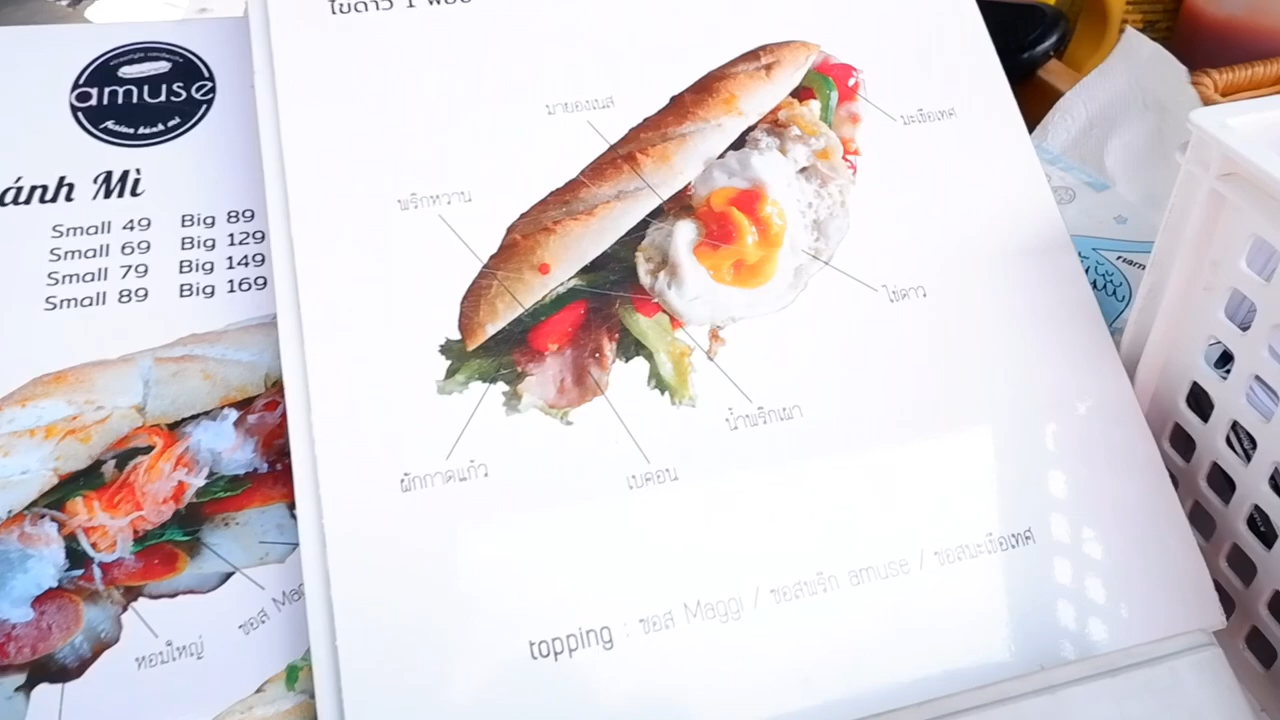 amuse
fusion bánh mì
ánh Mì
Small 49 Big 89
Small 69 Big 129
Small 79 Big 149
Small 89 Big 169
หอมใหญ่
ซอส Mag
ไข่ดาว 1 ฟอง
มายองเนส
มะเขือเทศ
พริกหวาน
ไข่ดาว
น้ำพริกเผา
ผักกาดแก้ว
เบคอน
topping : ซอส Maggi / ซอสพริก amuse / ซอสมะเขือเทศ